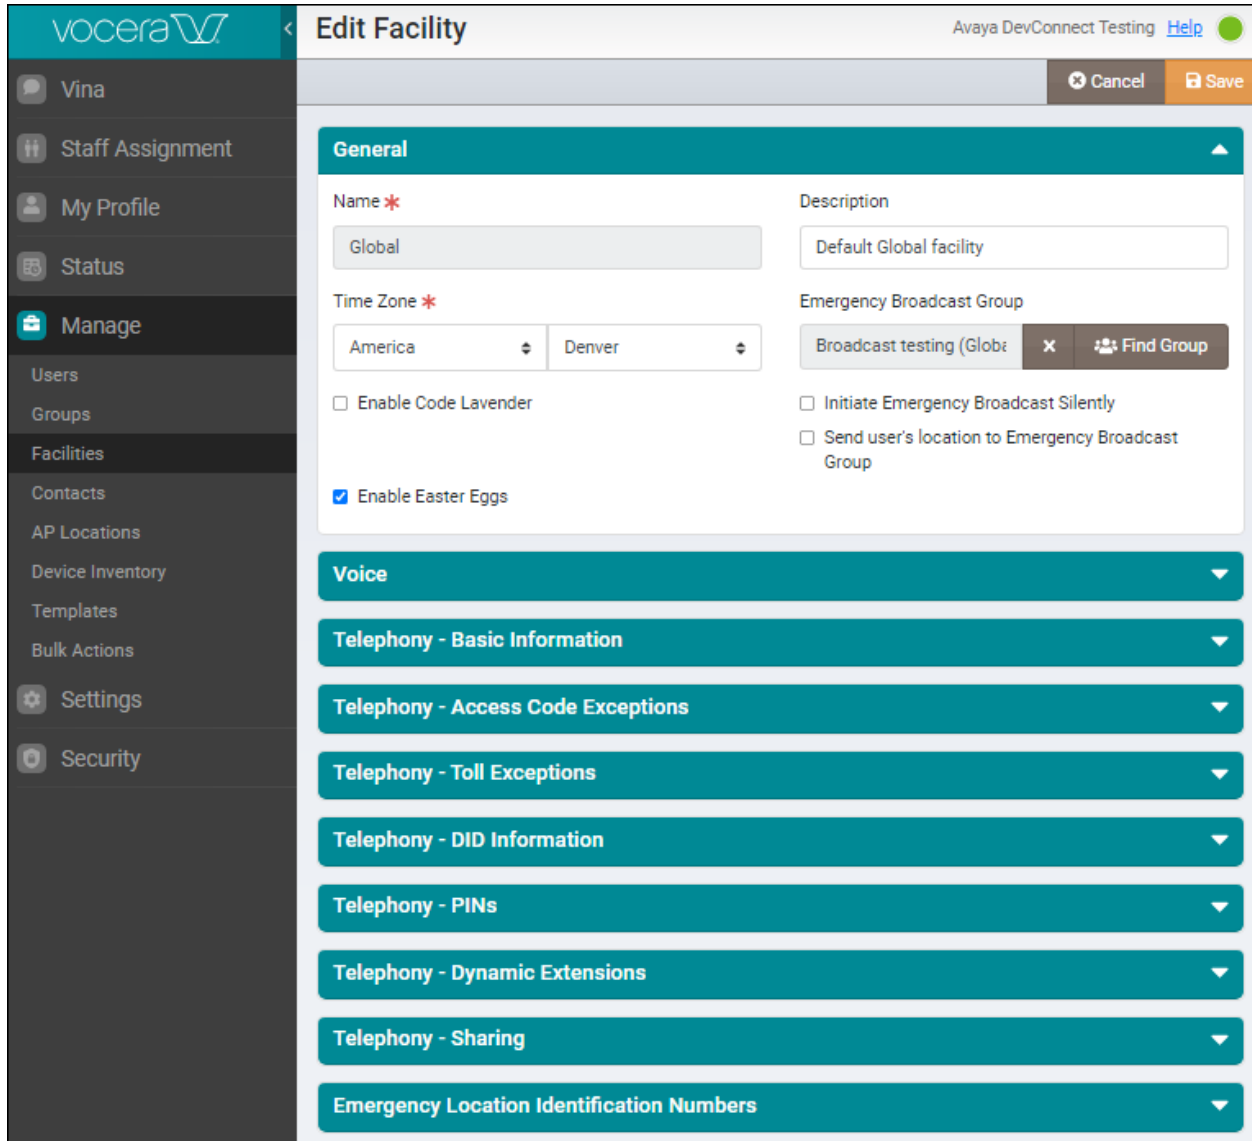 vocera
Edit Facility
Avaya DevConnect Testing Help
Cancel
Save
Vina
Staff Assignment
My Profile
Status
Manage
Users
Groups
Facilities
Contacts
AP Locations
Device Inventory
Templates
Bulk Actions
Settings
Security
General
Name *
Global
Description
Default Global facility
Time Zone *
America
Denver
Emergency Broadcast Group
Broadcast testing (Globa
Find Group
Enable Code Lavender
Initiate Emergency Broadcast Silently
Send user's location to Emergency Broadcast
Group
Enable Easter Eggs
Voice
Telephony - Basic Information
Telephony - Access Code Exceptions
Telephony - Toll Exceptions
Telephony - DID Information
Telephony - PINs
Telephony - Dynamic Extensions
Telephony - Sharing
Emergency Location Identification Numbers